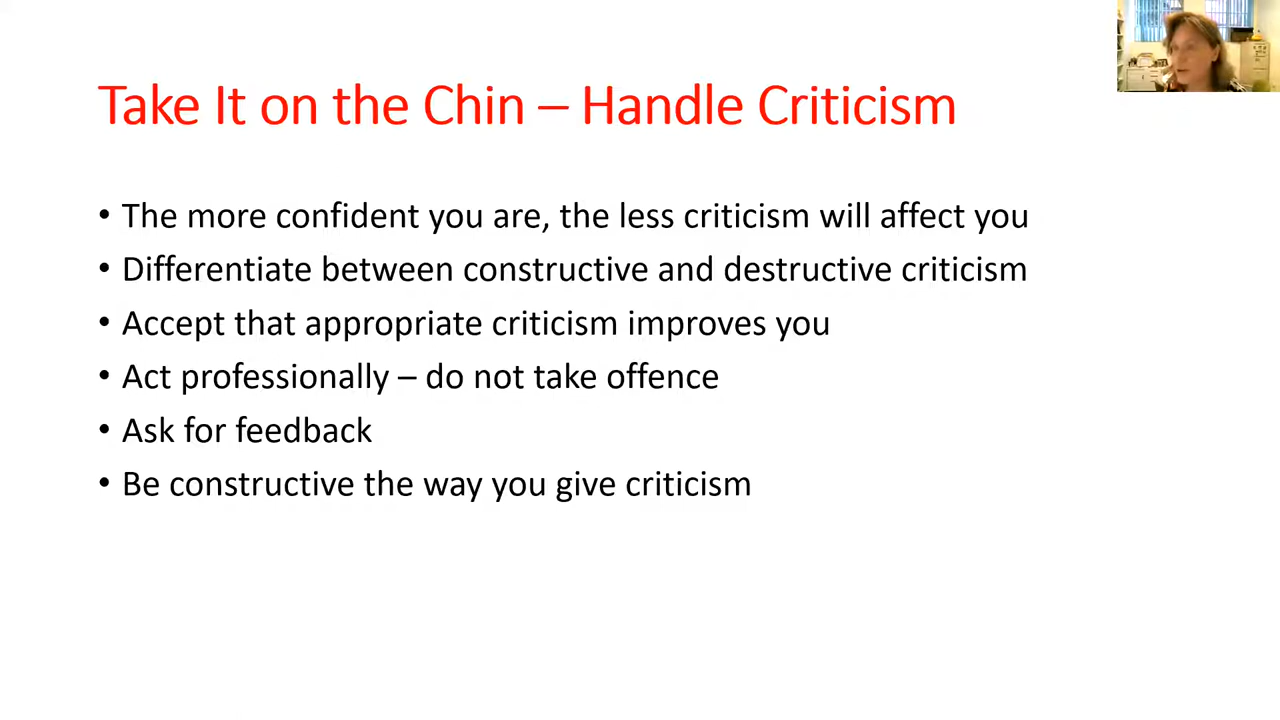 Take It on the Chin – Handle Criticism
• The more confident you are, the less criticism will affect you
• Differentiate between constructive and destructive criticism
• Accept that appropriate criticism improves you
• Act professionally – do not take offence
• Ask for feedback
• Be constructive the way you give criticism